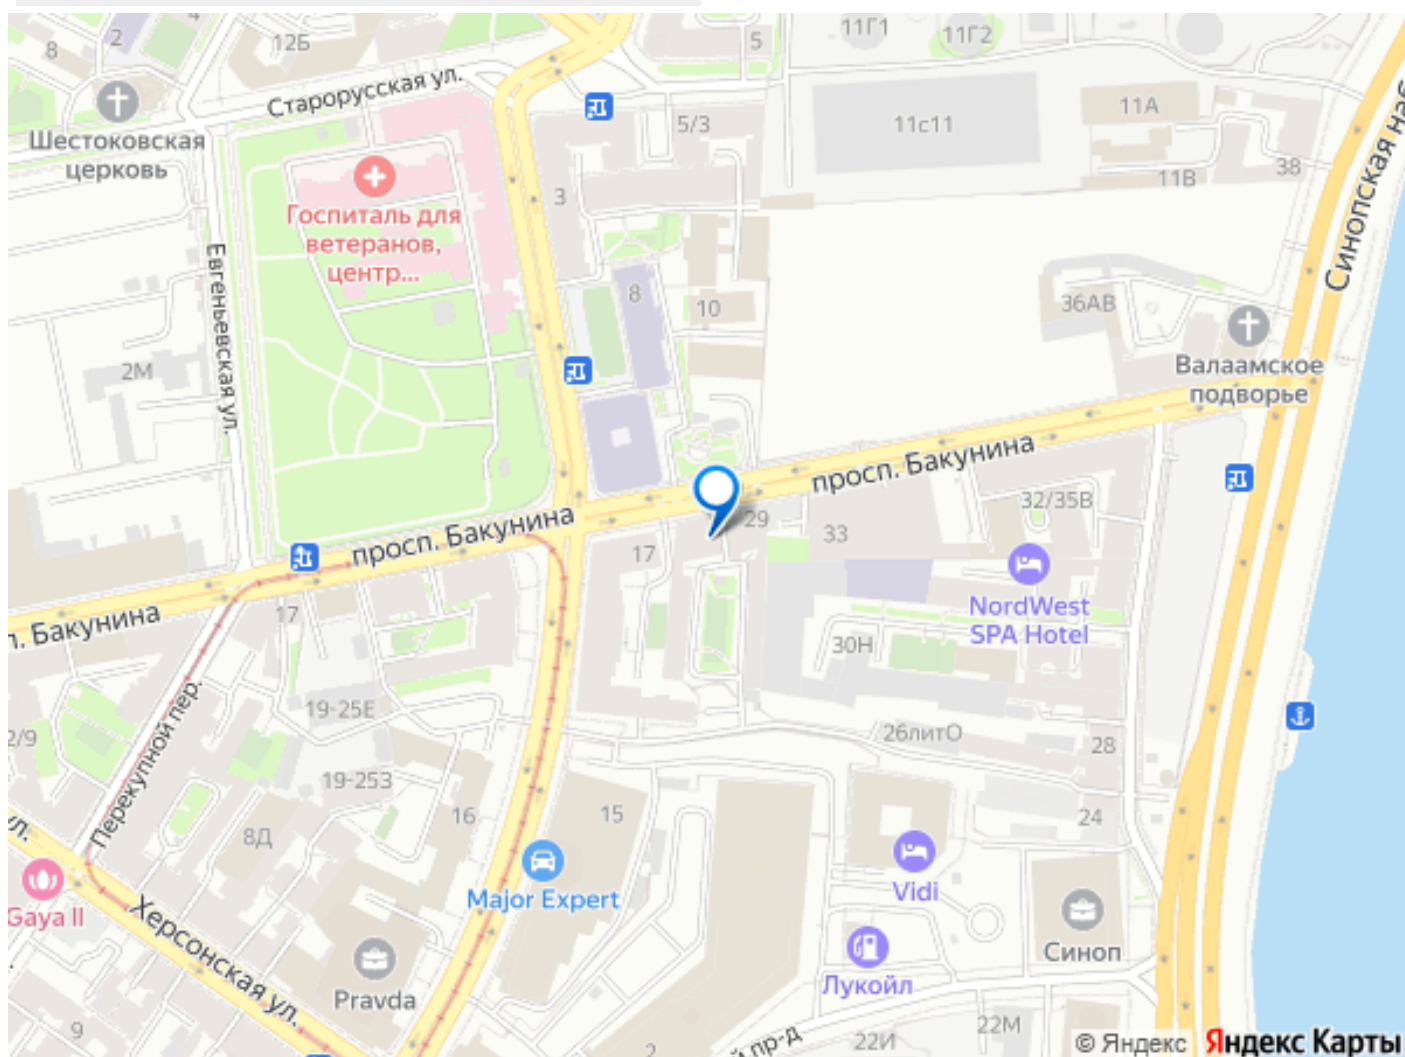 8
2
4
12Б
5
11Г1
11Г2
Старорусская ул.
5/3
11с11
11А
Шестоковская
церковь
38
11В
3
Госпиталь для
ветеранов,
центр...
Синопская наб
Евгеньевская ул.
8
10
36АВ
2М
Валаамское
подворье
просп. Бакунина
32/35В
29
33
17
просп. Бакунина
NordWest
SPA Hotel
17
п. Бакунина
30Н
19-25Е
2/9
26литО
28
Перекупной пер.
19-253
16
15
24
8Д
ул.
Major Expert
Vidi
Gaya II
Херсонская ул.
Синоп
Лукойл
Pravda
9
2
й пр-д
22И
22М
© Яндекс Яндекс Карты